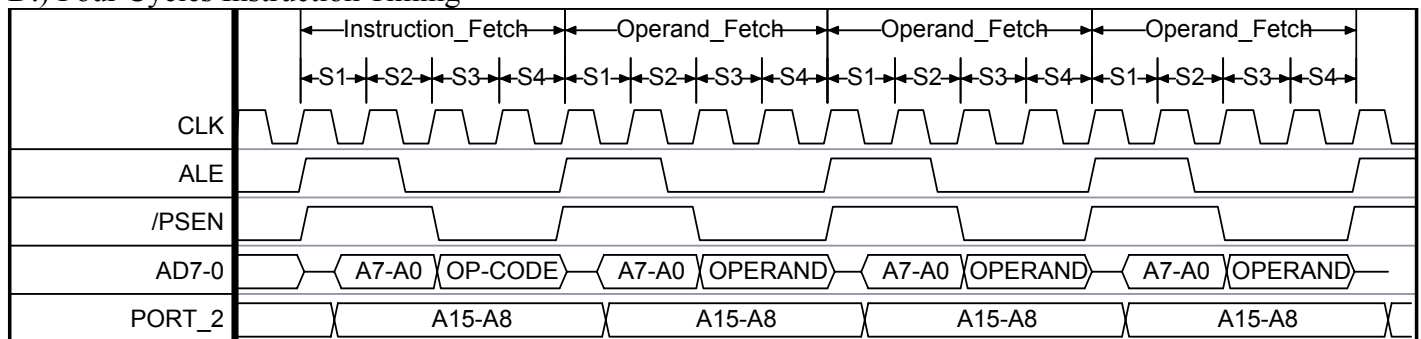 D.) Four Cycles Instruction Timing
Instruction_Fetch Operand_Fetch Operand_Fetch Operand_Fetch
S1 S2 S3 S4 S1 S2 S3 S4 S1 S2 S3 S4 S1 S2 S3 S4
CLK
ALE
/PSEN
AD7-0 A7-A0 OP-CODE A7-A0 OPERAND A7-A0 OPERAND A7-A0 OPERAND
PORT_2 A15-A8 A15-A8 A15-A8 A15-A8